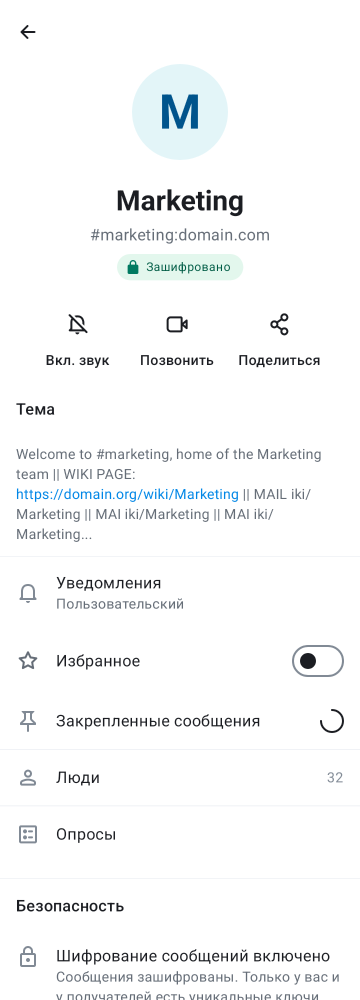 M
Marketing
#marketing:domain.com
Зашифровано
Вкл. звук Позвонить Поделиться
Тема
Welcome to #marketing, home of the Marketing
team || WIKI PAGE:
https://domain.org/wiki/Marketing || MAIL iki/
Marketing || MAI iki/Marketing || MAI iki/
Marketing...
Уведомления
Пользовательский
Избранное
Закрепленные сообщения
Люди 32
Опросы
Безопасность
Шифрование сообщений включено
Сообщения зашифрованы. Только у вас и
у получателей есть уникальные ключи